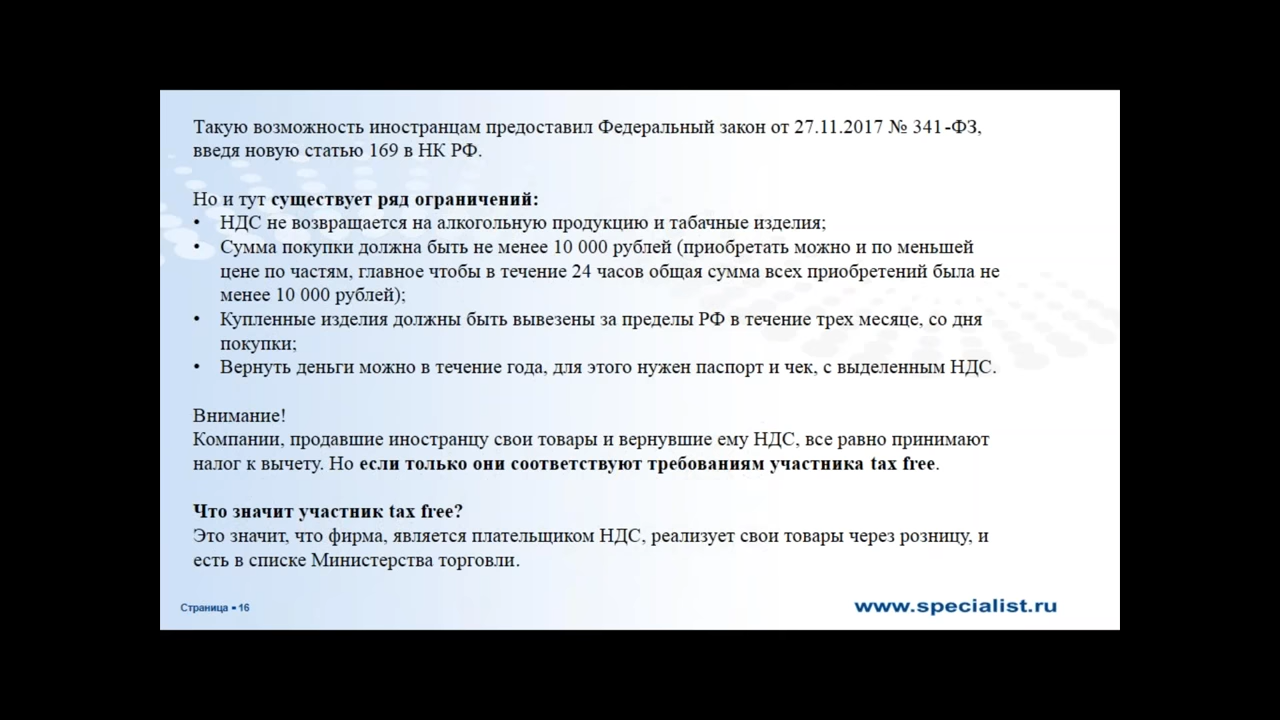 Такую возможность иностранцам предоставил Федеральный закон от 27.11.2017 № 341-ФЗ,
введя новую статью 169 в НК РФ.
Но и тут существует ряд ограничений:
• НДС не возвращается на алкогольную продукцию и табачные изделия;
• Сумма покупки должна быть не менее 10 000 рублей (приобретать можно и по меньшей
цене по частям, главное чтобы в течение 24 часов общая сумма всех приобретений была не
менее 10 000 рублей);
• Купленные изделия должны быть вывезены за пределы РФ в течение трех месяце, со дня
покупки;
• Вернуть деньги можно в течение года, для этого нужен паспорт и чек, с выделенным НДС.
Внимание!
Компании, продавшие иностранцу свои товары и вернувшие ему НДС, все равно принимают
налог к вычету. Но если только они соответствуют требованиям участника tax free.
Что значит участник tax free?
Это значит, что фирма, является плательщиком НДС, реализует свои товары через розницу, и
есть в списке Министерства торговли.
Страница ▪ 16
www.specialist.ru